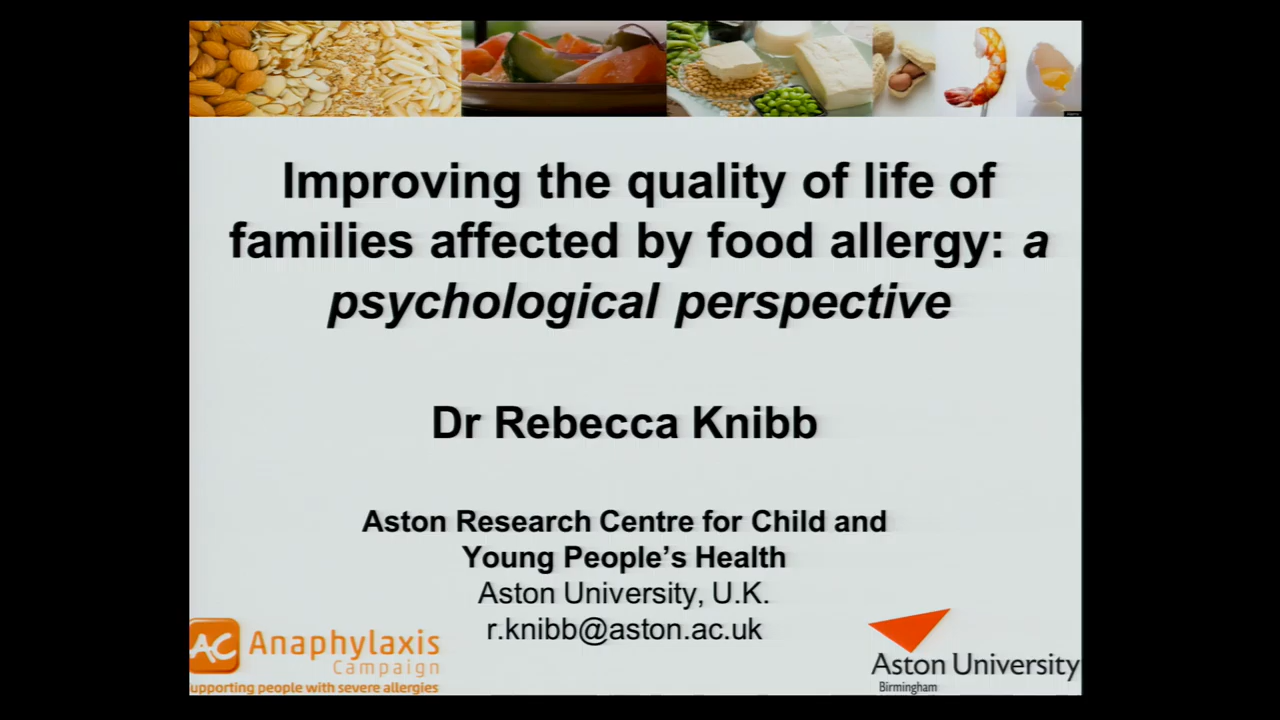 Improving the quality of life of
families affected by food allergy: a
psychological perspective
Dr Rebecca Knibb
Aston Research Centre for Child and
Young People's Health
Aston University, U.K.
r.knibb@aston.ac.uk
AC Anaphylaxis
Campaign
upporting people with severe allergies
Aston University
Birmingham